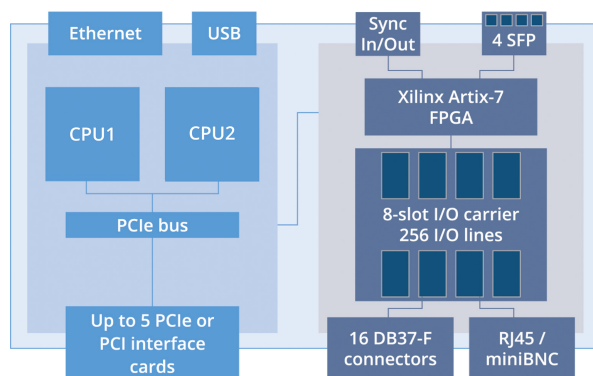 Ethernet
USB
Sync
In/Out
4 SFP
CPU1
CPU2
Xilinx Artix-7
FPGA
PCIe bus
8-slot I/O carrier
256 I/O lines
Up to 5 PCIe or
PCI interface
cards
16 DB37-F
connectors
RJ45 /
miniBNC